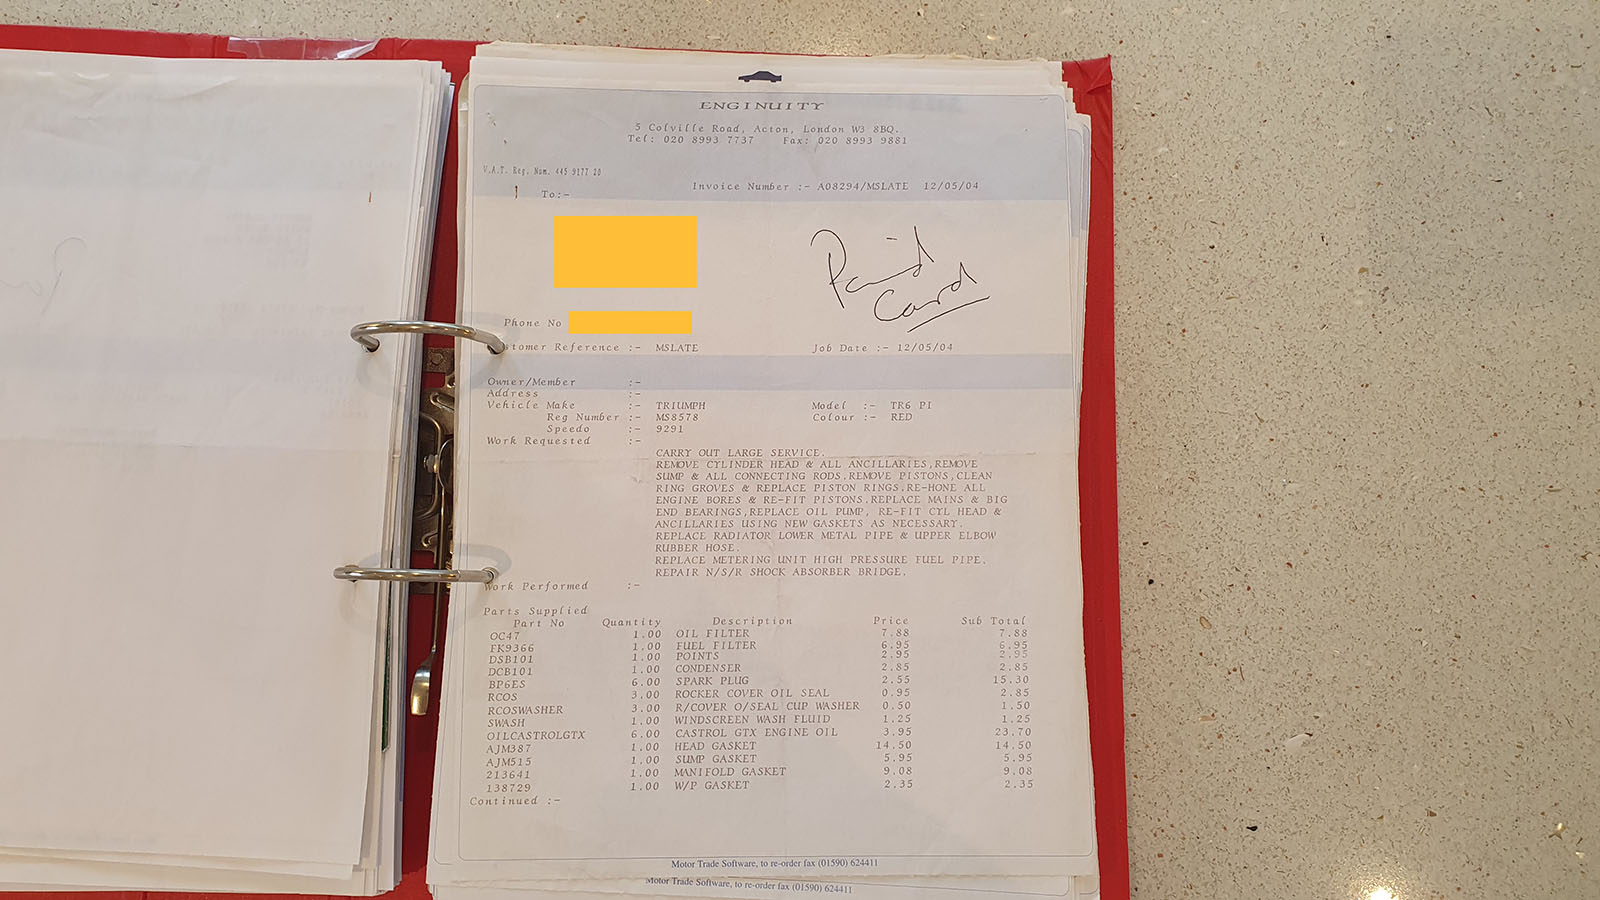 ENGINUITY
5 Colville Road, Acton, London W3 8BQ.
Tel: 020 8993 7737 Fax: 020 8993 9881
V.A.T. Reg. Num. 445 9177 20
Invoice Number :- A08294/MSLATE 12/05/04
To:-
Paid
Card
Phone No
stomer Reference :- MSLATE Job Date :- 12/05/04
Owner/Member :-
Address :-
Vehicle Make :- TRIUMPH Model :- TR6 PI
Reg Number :- MS8578 Colour :- RED
Speedo :- 9291
Work Requested :-
CARRY OUT LARGE SERVICE.
REMOVE CYLINDER HEAD & ALL ANCILLARIES,REMOVE
SUMP & ALL CONNECTING RODS.REMOVE PISTONS,CLEAN
RING GROVES & REPLACE PISTON RINGS.RE-HONE ALL
ENGINE BORES & RE-FIT PISTONS.REPLACE MAINS & BIG
END BEARINGS,REPLACE OIL PUMP, RE-FIT CYL HEAD &
ANCILLARIES USING NEW GASKETS AS NECESSARY.
REPLACE RADIATOR LOWER METAL PIPE & UPPER ELBOW
RUBBER HOSE.
REPLACE METERING UNIT HIGH PRESSURE FUEL PIPE.
REPAIR N/S/R SHOCK ABSORBER BRIDGE.
Work Performed :-
Parts Supplied
Part No Quantity Description Price Sub Total
OC47 1.00 OIL FILTER 7.88 7.88
FK9366 1.00 FUEL FILTER 6.95 6.95
DSB101 1.00 POINTS 2.95 2.95
DCB101 1.00 CONDENSER 2.85 2.85
BP6ES 6.00 SPARK PLUG 2.55 15.30
RCOS 3.00 ROCKER COVER OIL SEAL 0.95 2.85
RCOSWASHER 3.00 R/COVER O/SEAL CUP WASHER 0.50 1.50
SWASH 1.00 WINDSCREEN WASH FLUID 1.25 1.25
OILCASTROLGTX 6.00 CASTROL GTX ENGINE OIL 3.95 23.70
AJM387 1.00 HEAD GASKET 14.50 14.50
AJM515 1.00 SUMP GASKET 5.95 5.95
213641 1.00 MANIFOLD GASKET 9.08 9.08
138729 1.00 W/P GASKET 2.35 2.35
Continued :-
Motor Trade Software, to re-order fax (01590) 624411
Motor Trade Software, to re-order fax (01590) 624411